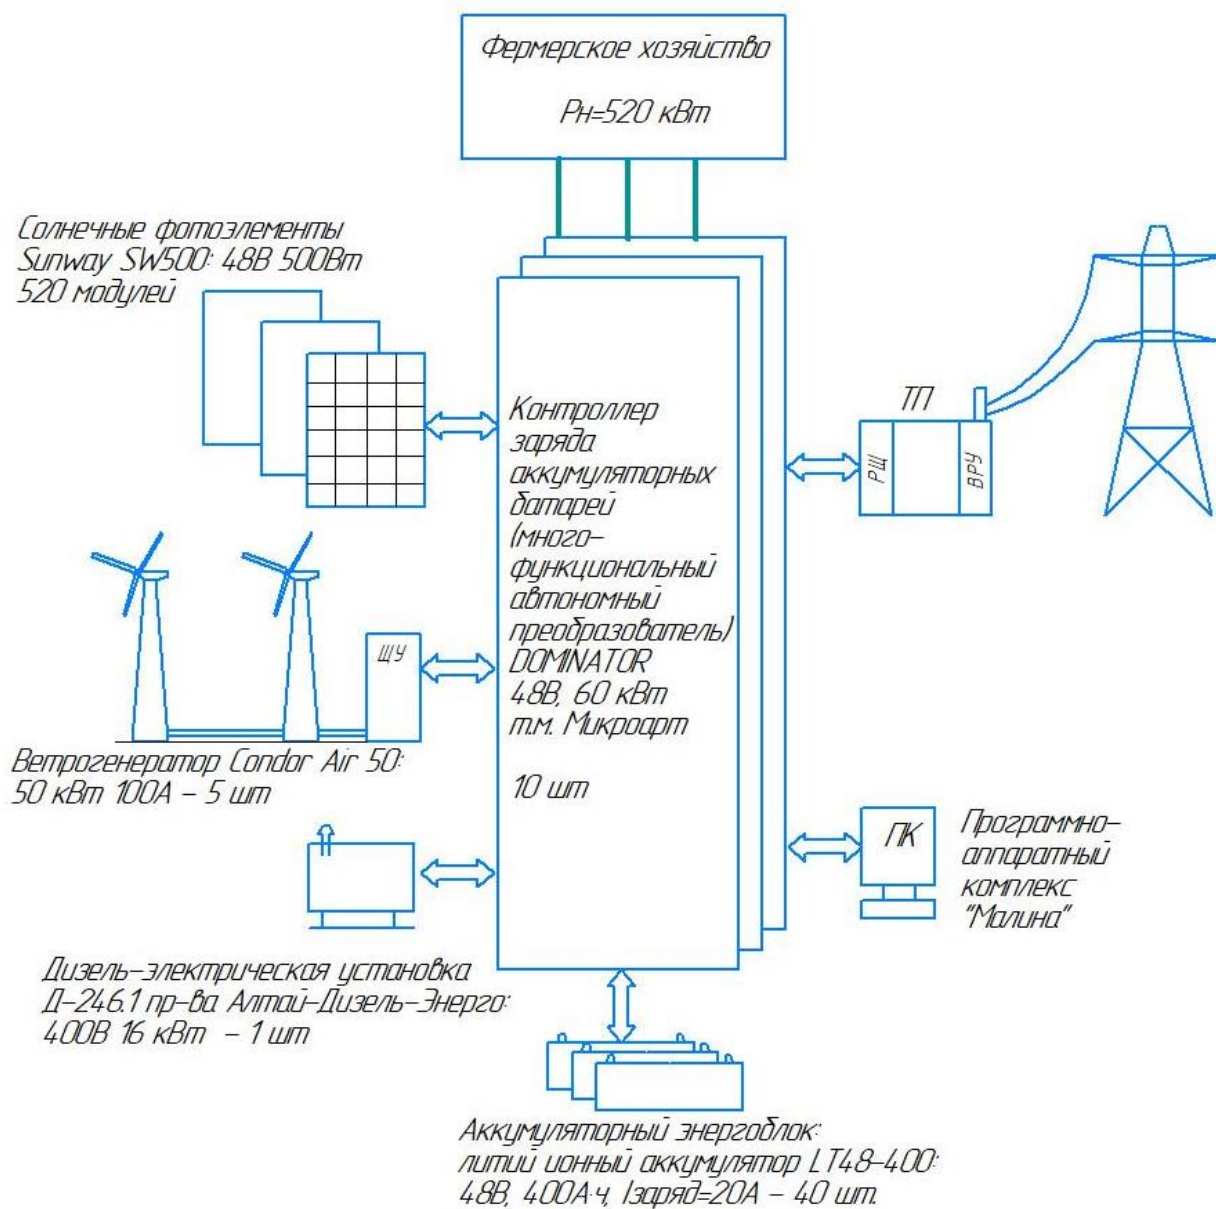 Фермерское хозяйство
Рн=520 кВт
Солнечные фотоэлементы
Sunway SW500: 48В 500Вт
520 модулей
Контроллер
заряда
аккумуляторных
батарей
(много-
функциональный
автономный
преобразователь)
DOMINATOR
48В, 60 кВт
т.м. Микроарт
10 шт
ТП
РЩ
ВРУ
ЩУ
Ветрогенератор Condor Air 50:
50 кВт 100А - 5 шт
ПК
Программно-
аппаратный
комплекс
"Малина"
Дизель-электрическая установка
Д-246.1 пр-ва Алтай-Дизель-Энерго:
400В 16 кВт - 1 шт
Аккумуляторный энергоблок:
литий ионный аккумулятор LT48-400:
48В, 400А·ч, Iзаряд=20А - 40 шт.